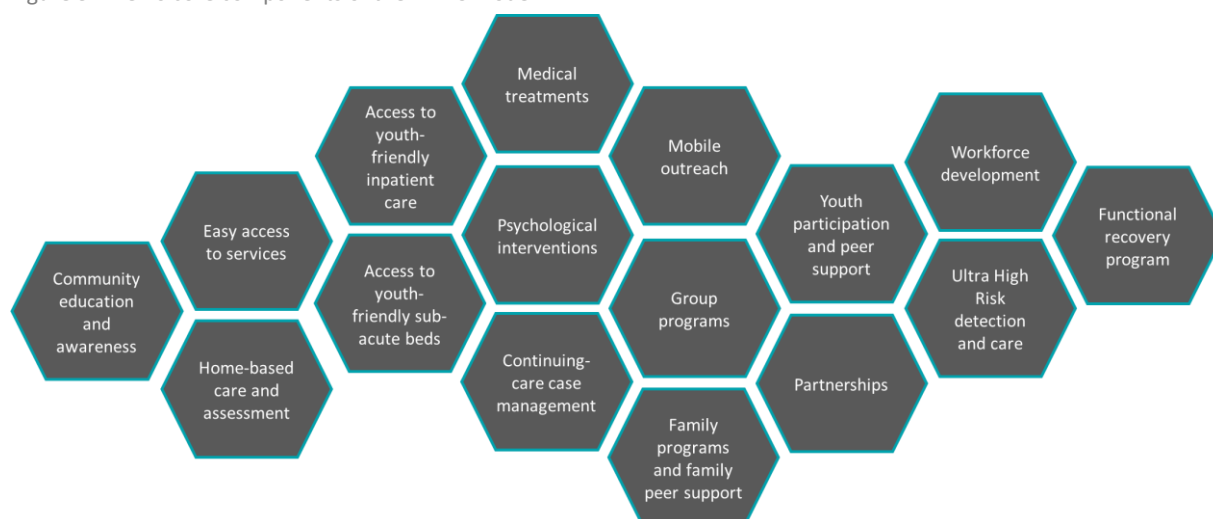 Medical
treatments
Access to
youth-
friendly
inpatient
care
Mobile
outreach
Workforce
development
Easy access
to services
Psychological
interventions
Youth
participation
and peer
support
Functional
recovery
program
Community
education
and
awareness
Access to
youth-
friendly sub-
acute beds
Group
programs
Ultra High
Risk
detection
and care
Home-based
care and
assessment
Continuing-
care case
management
Partnerships
Family
programs
and family
peer support